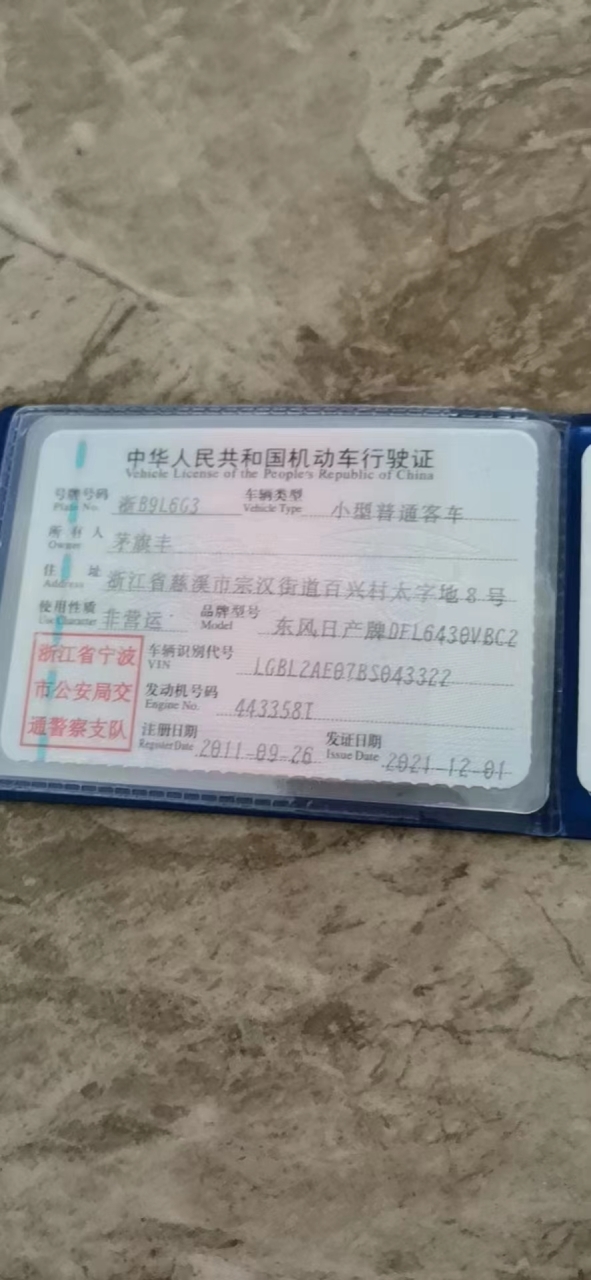 中华人民共和国机动车行驶证
Vehicle License of the People's Republic of China
号牌号码 Plate No. 浙B9L6G3 车辆类型 Vehicle Type 小型普通客车
所有人 Owner 茅旗丰
住址 Address 浙江省慈溪市宗汉街道百兴村太字地8号
使用性质 Use Character 非营运 品牌型号 Model 东风日产牌DFL6430VBC2
浙江省宁波
市公安局交
通警察支队
车辆识别代号 VIN LGBL2AE07BS043322
发动机号码 Engine No. 443358T
注册日期 Register Date 2011-09-26 发证日期 Issue Date 2021-12-01